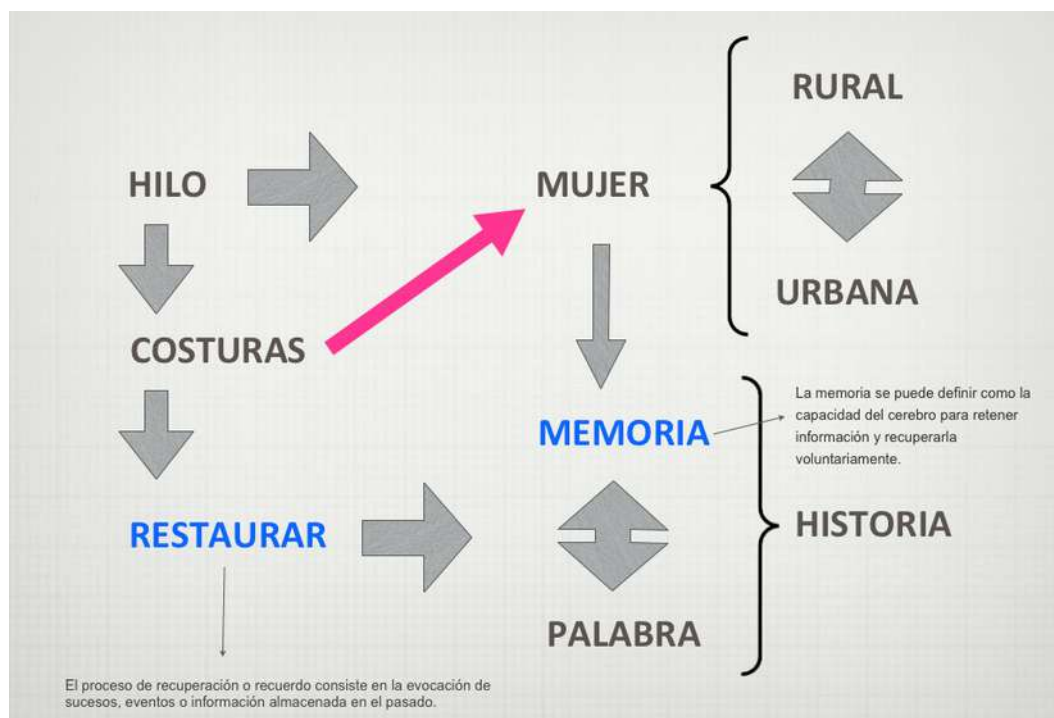 RURAL
HILO
MUJER
URBANA
COSTURAS
La memoria se puede definir como la
capacidad del cerebro para retener
información y recuperarla
voluntariamente.
MEMORIA
RESTAURAR
HISTORIA
PALABRA
El proceso de recuperación o recuerdo consiste en la evocación de
sucesos, eventos o información almacenada en el pasado.